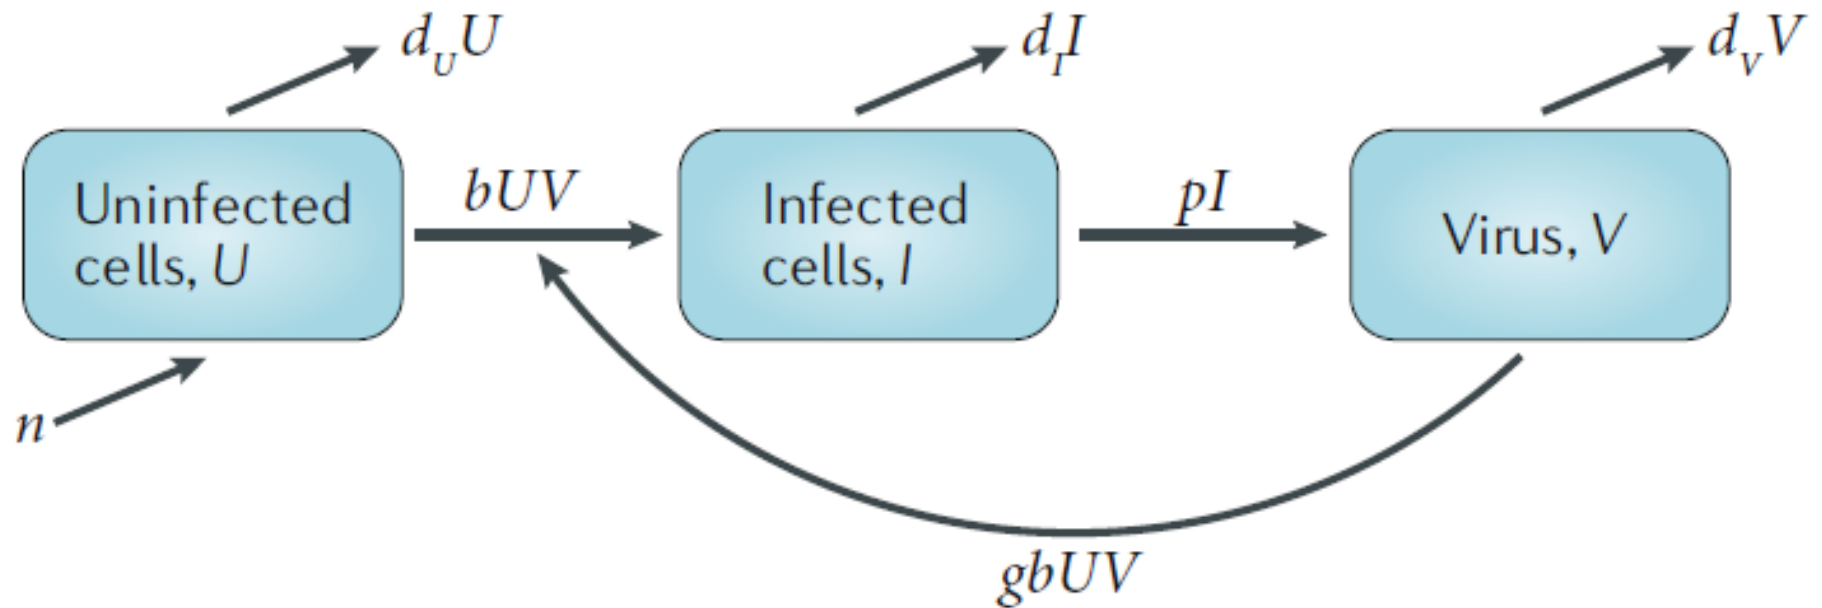 d_U U
d_I I
d_V V
Uninfected
cells, U
bUV
Infected
cells, I
pI
Virus, V
n
gbUV